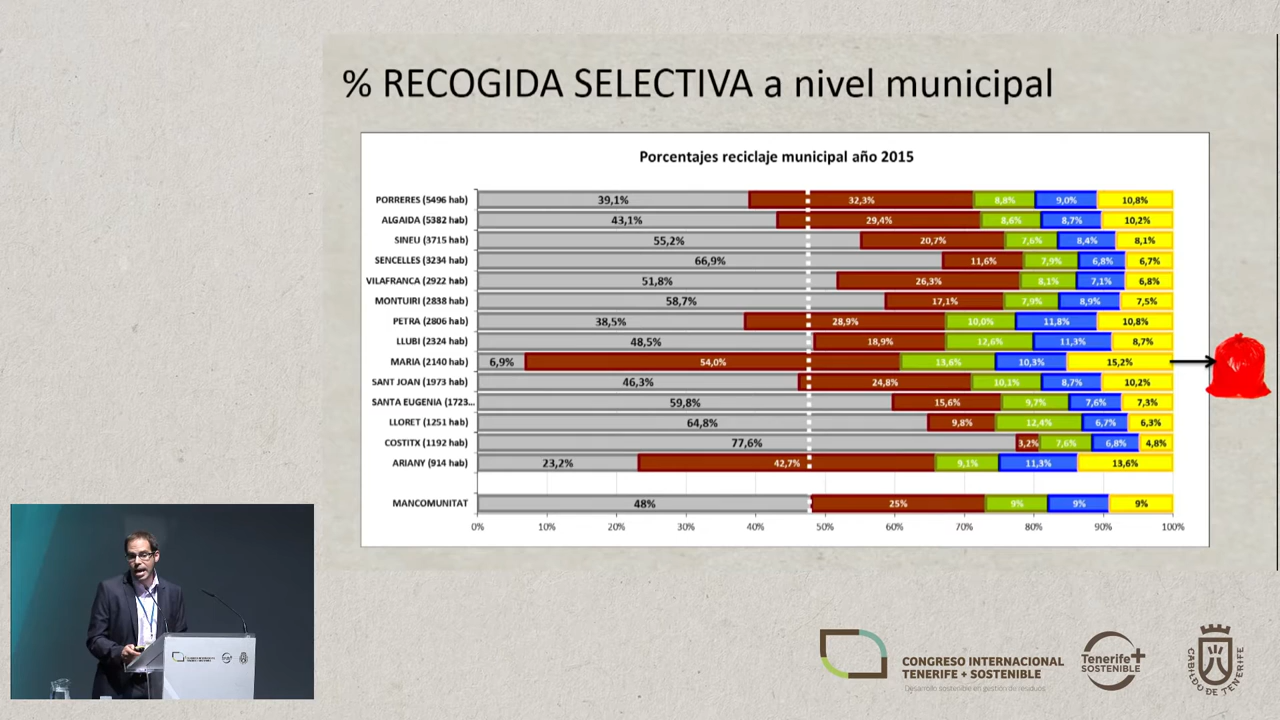 % RECOGIDA SELECTIVA a nivel municipal
Porcentajes reciclaje municipal año 2015
PORRERES (5496 hab) 39,1% 32,3% 8,8% 9,0% 10,8%
ALGAIDA (5382 hab) 43,1% 29,4% 8,6% 8,7% 10,2%
SINEU (3715 hab) 55,2% 20,7% 7,6% 8,4% 8,1%
SENCELLES (3234 hab) 66,9% 11,6% 7,9% 6,8% 6,7%
VILAFRANCA (2922 hab) 51,8% 26,3% 8,1% 7,1% 6,8%
MONTUIRI (2838 hab) 58,7% 17,1% 7,9% 8,9% 7,5%
PETRA (2806 hab) 38,5% 28,9% 10,0% 11,8% 10,8%
LLUBI (2324 hab) 48,5% 18,9% 12,6% 11,3% 8,7%
MARIA (2140 hab) 6,9% 54,0% 13,6% 10,3% 15,2%
SANT JOAN (1973 hab) 46,3% 24,8% 10,1% 8,7% 10,2%
SANTA EUGENIA (1723... 59,8% 15,6% 9,7% 7,6% 7,3%
LLORET (1251 hab) 64,8% 9,8% 12,4% 6,7% 6,3%
COSTITX (1192 hab) 77,6% 3,2% 7,6% 6,8% 4,8%
ARIANY (914 hab) 23,2% 42,7% 9,1% 11,3% 13,6%
MANCOMUNITAT 48% 25% 9% 9% 9%
0% 10% 20% 30% 40% 50% 60% 70% 80% 90% 100%
CONGRESO INTERNACIONAL
TENERIFE + SOSTENIBLE
Desarrollo sostenible en gestión de residuos
Tenerife+
SOSTENIBLE
CABILDO DE TENERIFE